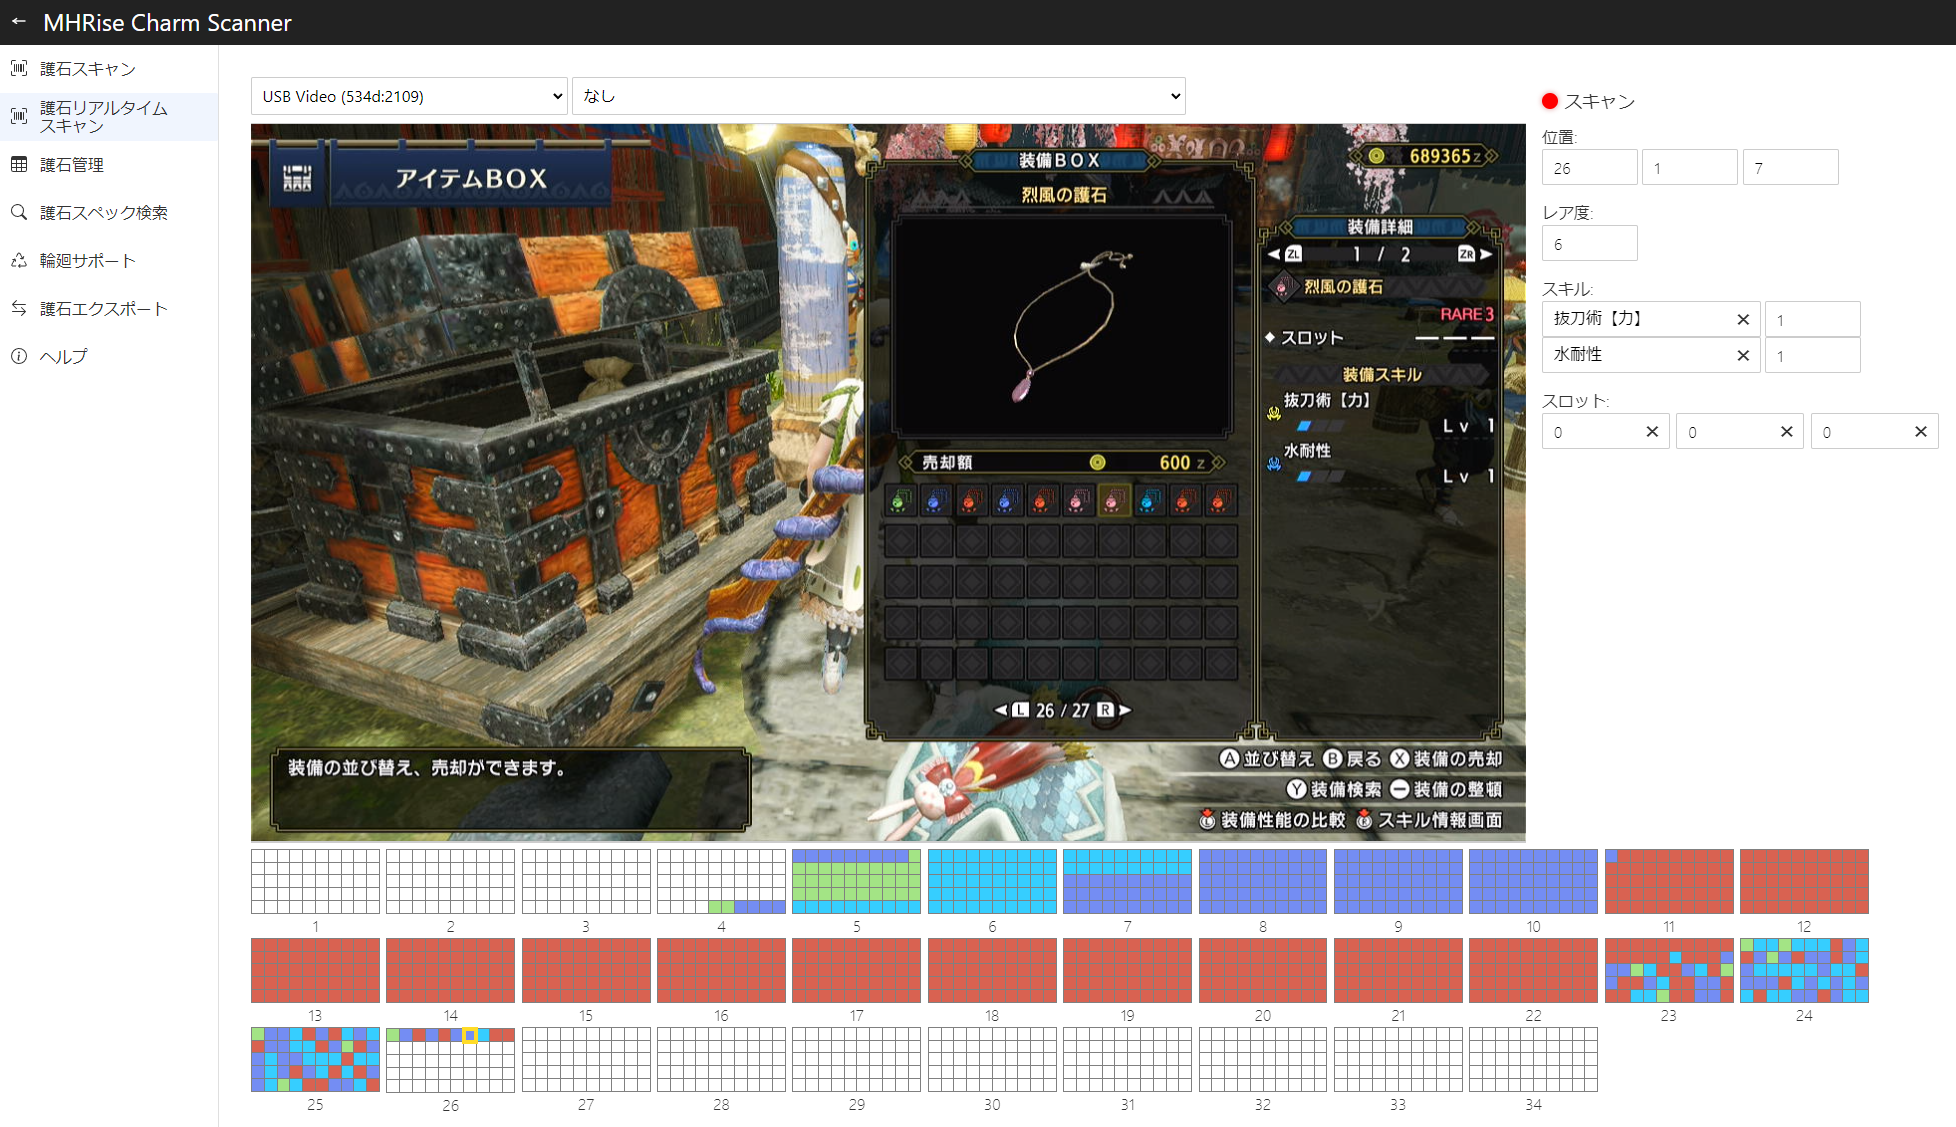 ← MHRise Charm Scanner
護石スキャン
護石リアルタイム
スキャン
護石管理
護石スペック検索
輪廻サポート
護石エクスポート
ヘルプ
USB Video (534d:2109)
なし
アイテムBOX
装備BOX
烈風の護石
689365z
装備詳細
ZL 1 / 2 ZR
烈風の護石
RARE3
スロット
装備スキル
抜刀術【力】
Lv 1
水耐性
Lv 1
売却額 600 z
L 26 / 27 R
装備の並び替え、売却ができます。
A 並び替え B 戻る X 装備の売却
Y 装備検索 装備の整頓
L 装備性能の比較 R スキル情報画面
スキャン
位置:
26 1 7
レア度:
6
スキル:
抜刀術【力】 ✕ 1
水耐性 ✕ 1
スロット:
0 ✕ 0 ✕ 0 ✕
1 2 3 4 5 6 7 8 9 10 11 12
13 14 15 16 17 18 19 20 21 22 23 24
25 26 27 28 29 30 31 32 33 34